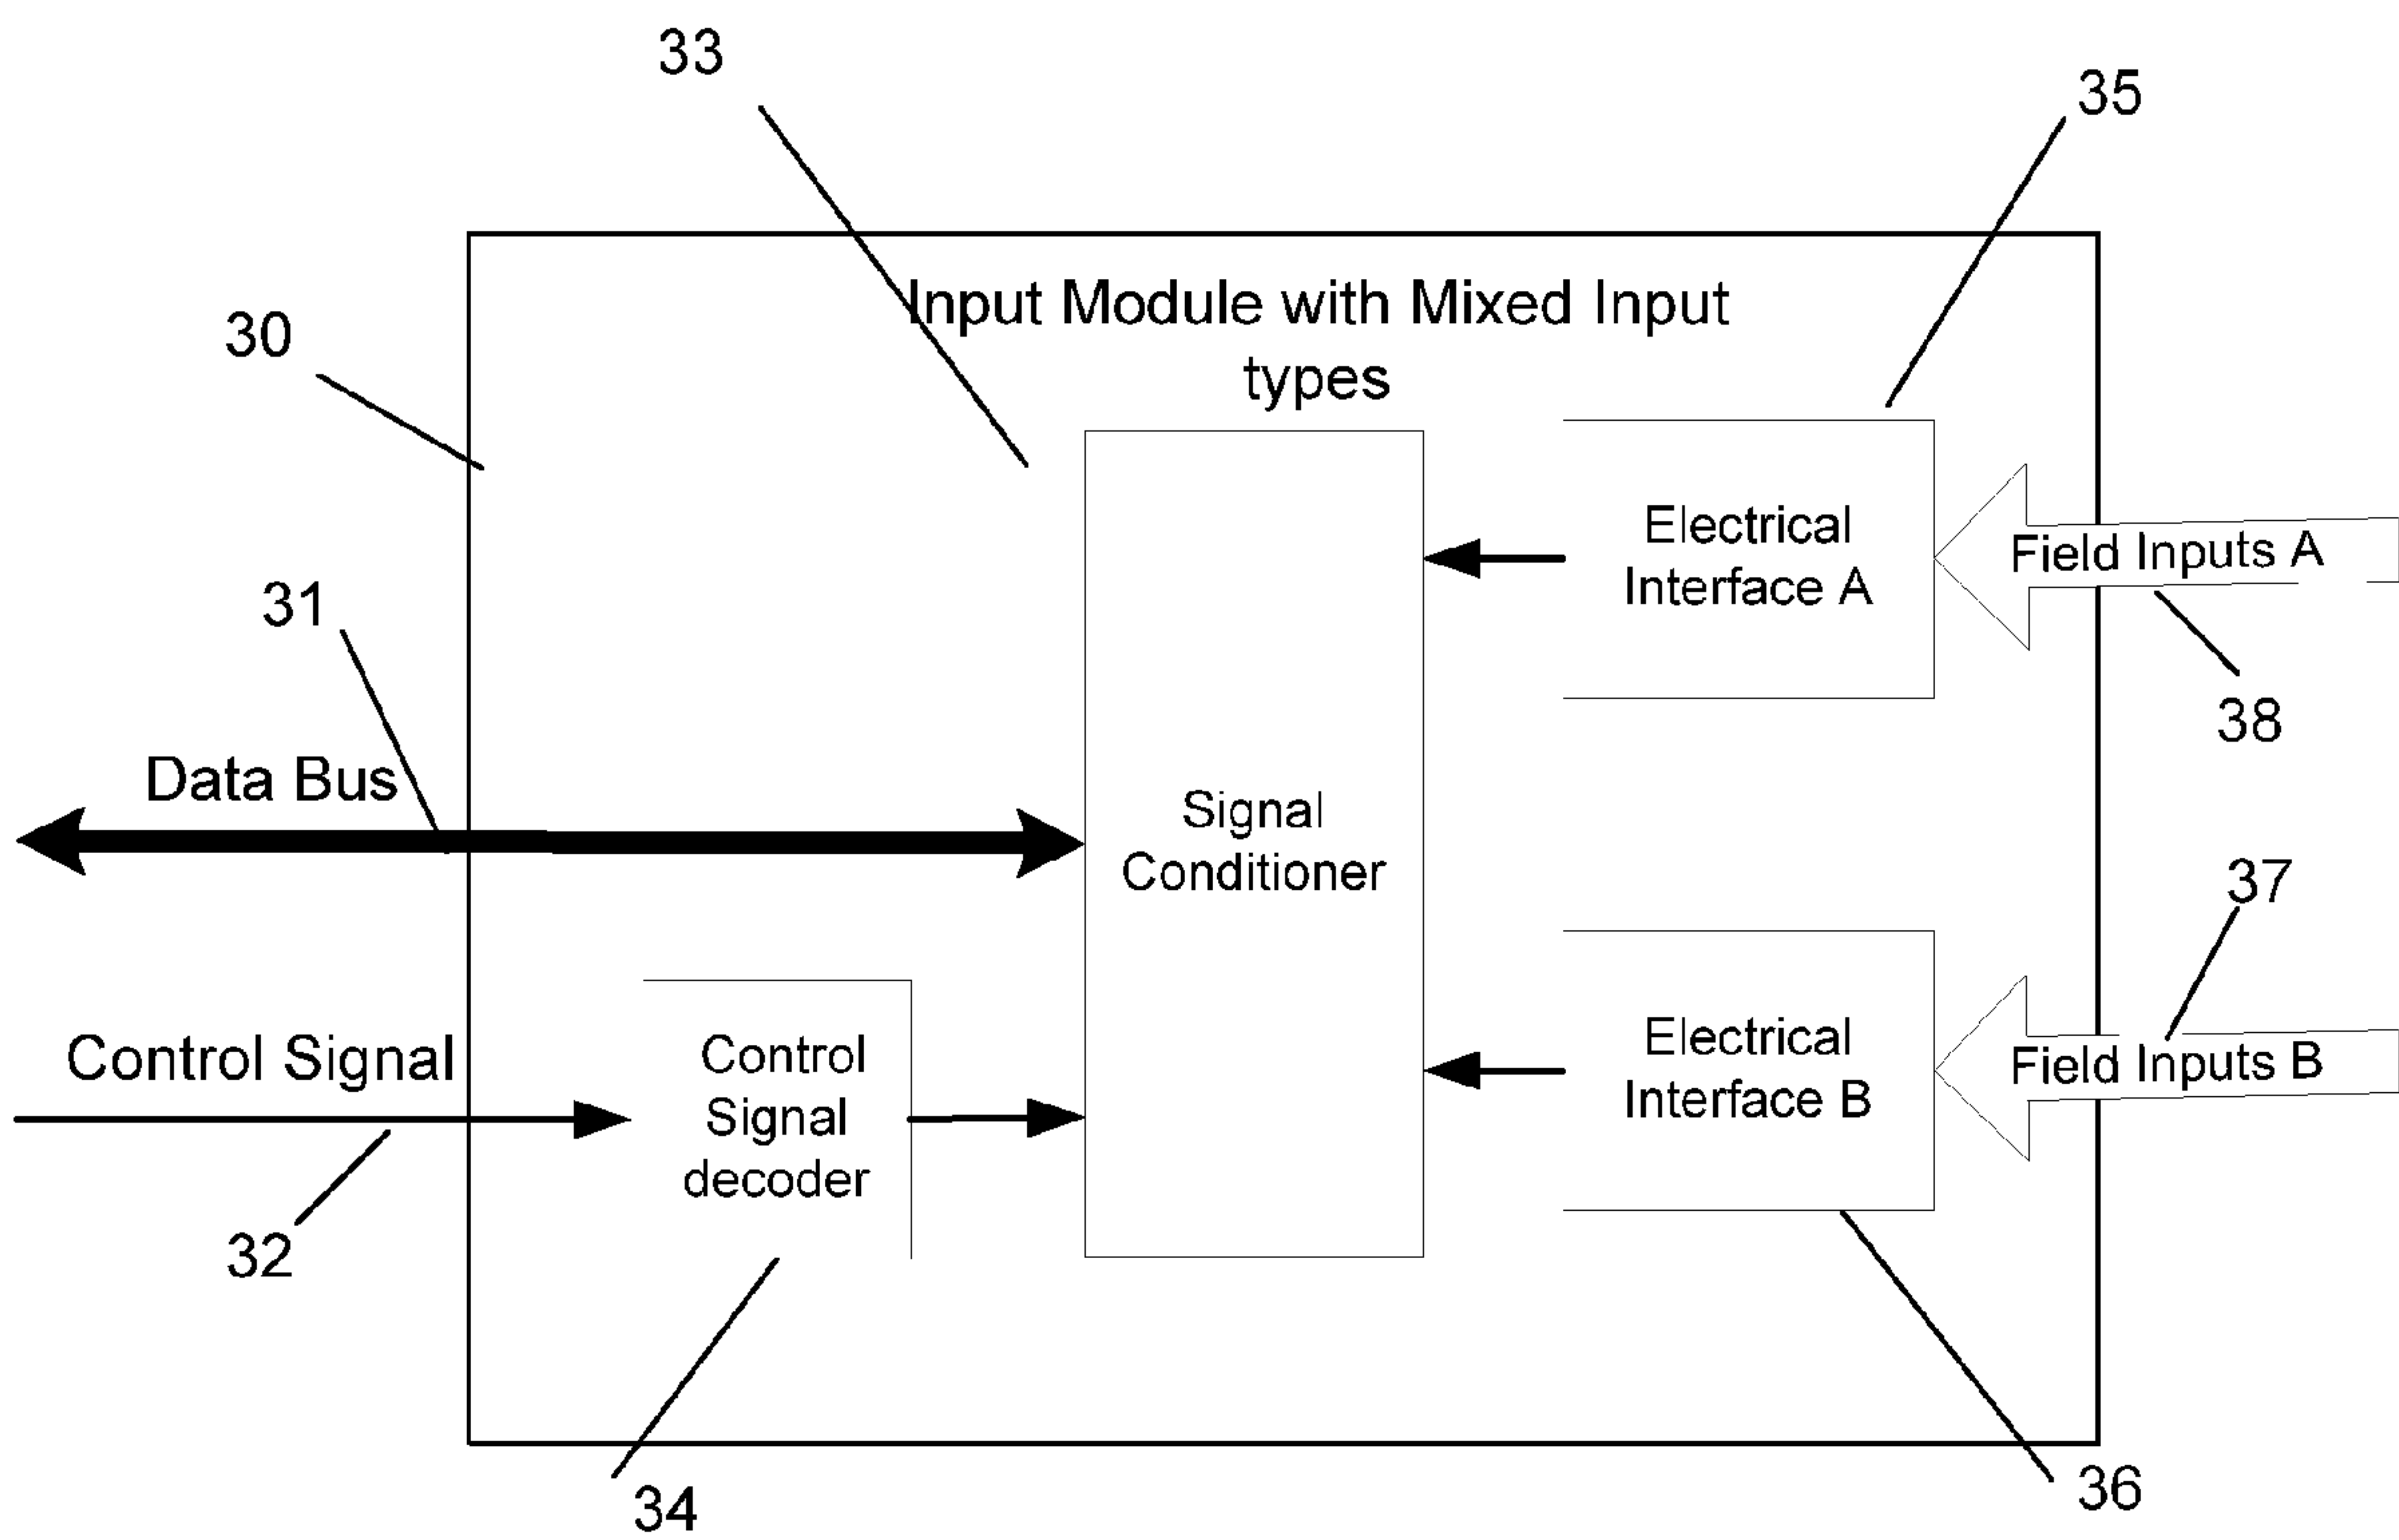 33
35
Input Module with Mixed Input
types
30
Electrical
Interface A
Field Inputs A
31
38
Data Bus
Signal
Conditioner
37
Control Signal
Control
Signal
decoder
Electrical
Interface B
Field Inputs B
32
34
36